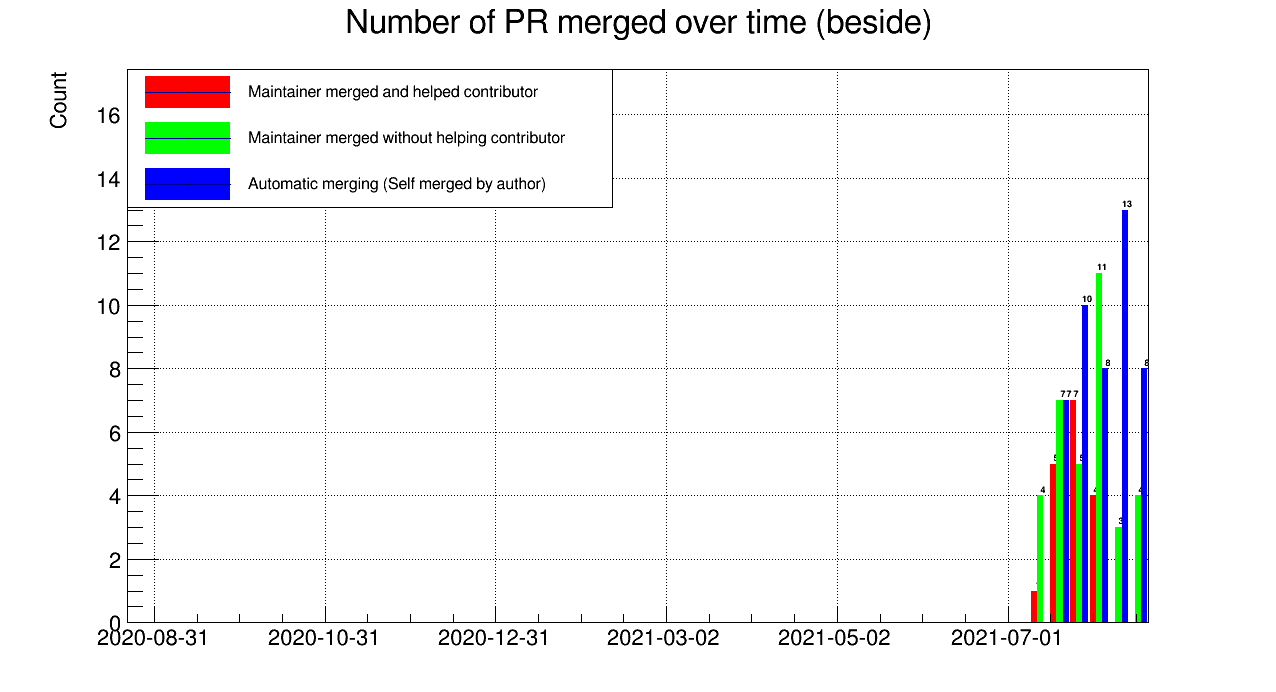 Number of PR merged over time (beside)
Count
Maintainer merged and helped contributor
Maintainer merged without helping contributor
Automatic merging (Self merged by author)
16
14
12
10
8
6
4
2
0
13
11
10
8
8
7 7 7
5
5
4
4
4
3
2020-08-31 2020-10-31 2020-12-31 2021-03-02 2021-05-02 2021-07-01